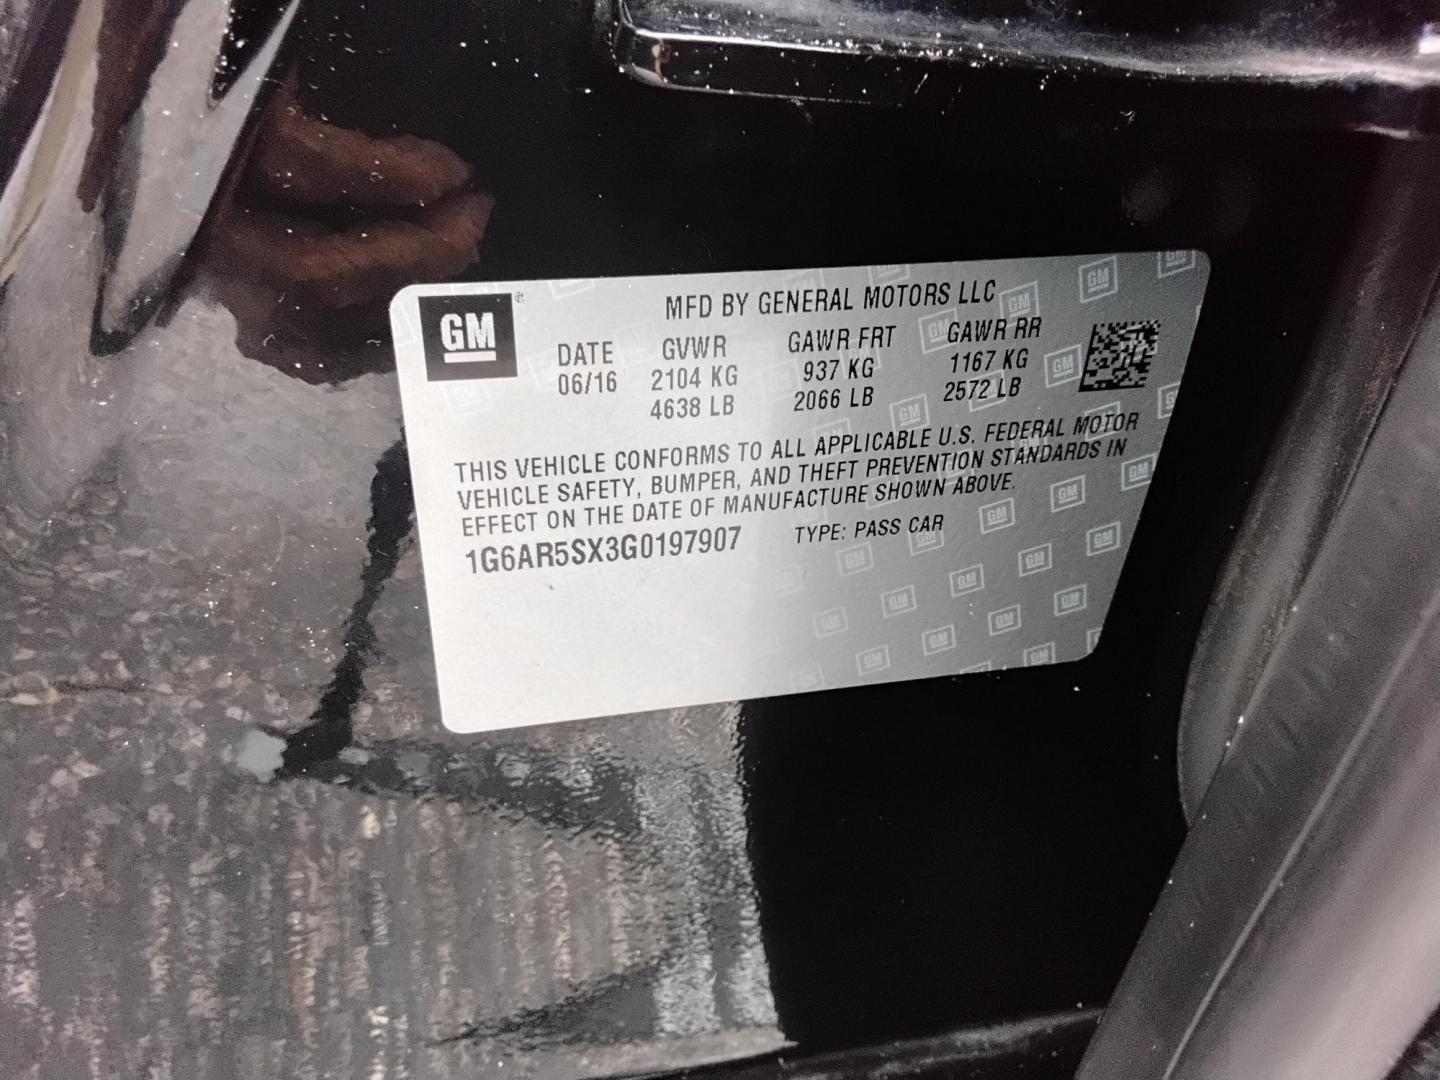 GM
MFD BY GENERAL MOTORS LLC
DATE GVWR GAWR FRT GAWR RR
06/16 2104 KG 937 KG 1167 KG
4638 LB 2066 LB 2572 LB
THIS VEHICLE CONFORMS TO ALL APPLICABLE U.S. FEDERAL MOTOR
VEHICLE SAFETY, BUMPER, AND THEFT PREVENTION STANDARDS IN
EFFECT ON THE DATE OF MANUFACTURE SHOWN ABOVE.
1G6AR5SX3G0197907 TYPE: PASS CAR